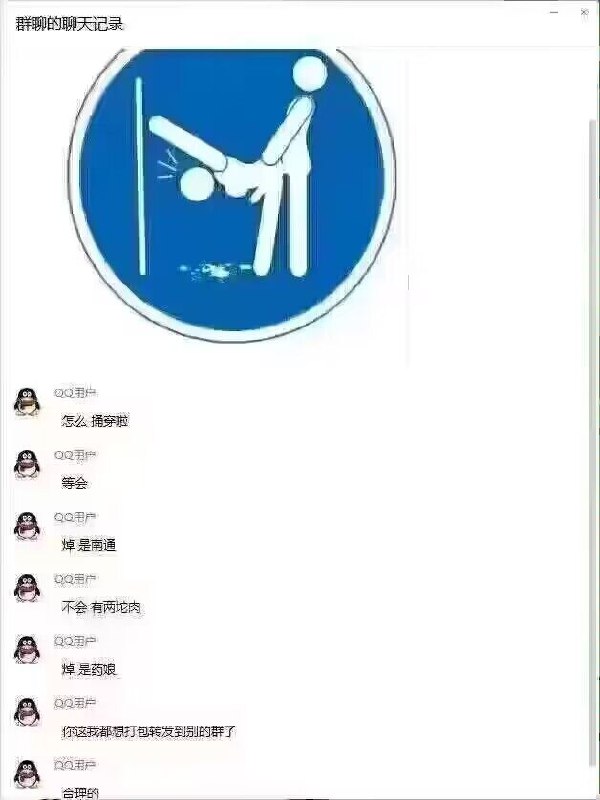 群聊的聊天记录
QQ用户
怎么 捅穿啦
QQ用户
等会
QQ用户
焯 是南通
QQ用户
不会 有两坨肉
QQ用户
焯 是药娘
QQ用户
你这我都想打包转发到别的群了
QQ用户
合理的